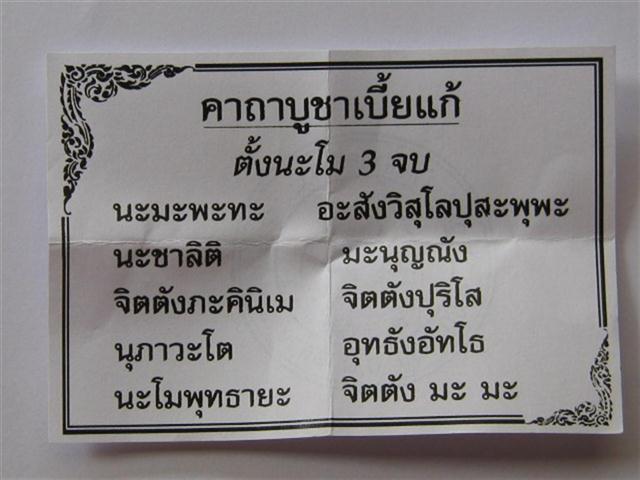 คาถาบูชาเบี้ยแก้
ตั้งนะโม 3 จบ
นะมะพะทะ อะสังวิสุโลปุสะพุพะ
นะชาลิติ มะนุญณัง
จิตตังภะคินิเม จิตตังปุริโส
นุภาวะโต อุทธังอัทโธ
นะโมพุทธายะ จิตตัง มะ มะ